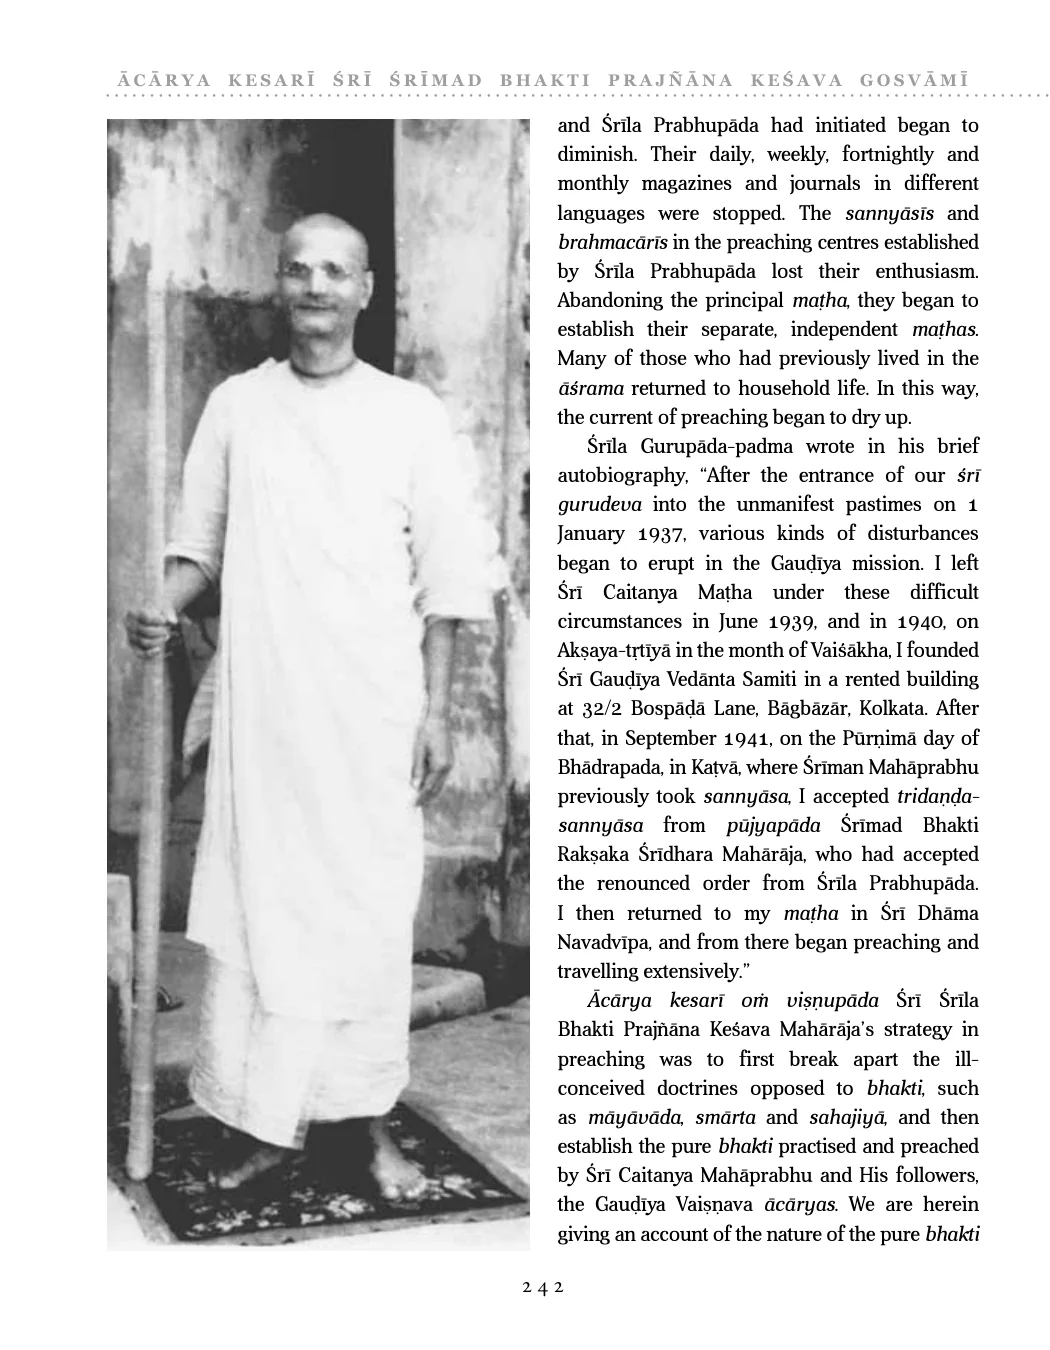 ĀCĀRYA KESARĪ ŚRĪ ŚRĪMAD BHAKTI PRAJÑĀNA KEŚAVA GOSVĀMĪ
and Śrīla Prabhupāda had initiated began to
diminish. Their daily, weekly, fortnightly and
monthly magazines and journals in different
languages were stopped. The sannyāsīs and
brahmacārīs in the preaching centres established
by Śrīla Prabhupāda lost their enthusiasm.
Abandoning the principal maṭha, they began to
establish their separate, independent maṭhas.
Many of those who had previously lived in the
āśrama returned to household life. In this way,
the current of preaching began to dry up.
Śrīla Gurupāda-padma wrote in his brief
autobiography, “After the entrance of our śrī
gurudeva into the unmanifest pastimes on 1
January 1937, various kinds of disturbances
began to erupt in the Gauḍīya mission. I left
Śrī Caitanya Maṭha under these difficult
circumstances in June 1939, and in 1940, on
Akṣaya-tṛtīyā in the month of Vaiśākha, I founded
Śrī Gauḍīya Vedānta Samiti in a rented building
at 32/2 Bospāḍā Lane, Bāgbāzār, Kolkata. After
that, in September 1941, on the Pūrṇimā day of
Bhādrapada, in Kaṭvā, where Śrīman Mahāprabhu
previously took sannyāsa, I accepted tridaṇḍa-
sannyāsa from pūjyapāda Śrīmad Bhakti
Rakṣaka Śrīdhara Mahārāja, who had accepted
the renounced order from Śrīla Prabhupāda.
I then returned to my maṭha in Śrī Dhāma
Navadvīpa, and from there began preaching and
travelling extensively.”
Ācārya kesarī oṁ viṣṇupāda Śrī Śrīla
Bhakti Prajñāna Keśava Mahārāja’s strategy in
preaching was to first break apart the ill-
conceived doctrines opposed to bhakti, such
as māyāvāda, smārta and sahajiyā, and then
establish the pure bhakti practised and preached
by Śrī Caitanya Mahāprabhu and His followers,
the Gauḍīya Vaiṣṇava ācāryas. We are herein
giving an account of the nature of the pure bhakti
242